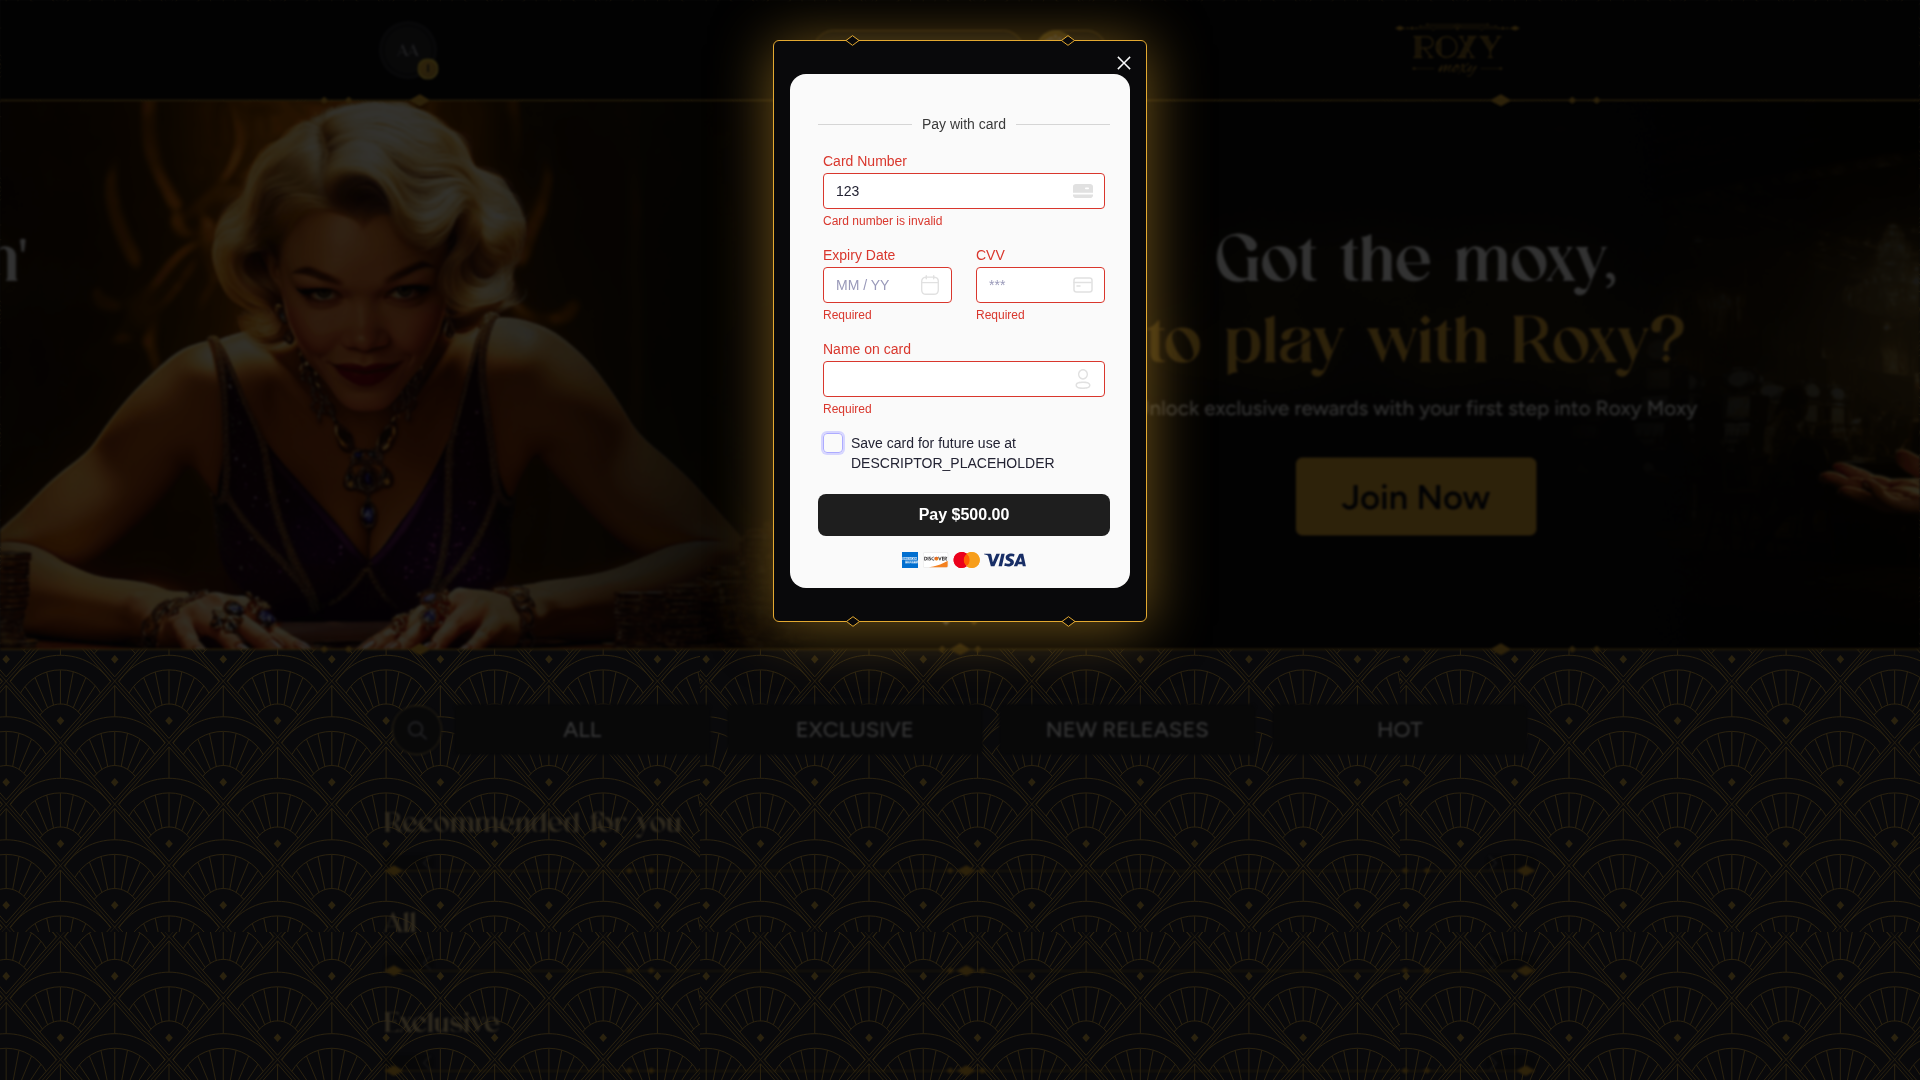 AA
ROXY
moxy
Pay with card
Card Number
123
Card number is invalid
Expiry Date
CVV
MM / YY
***
Required
Required
Name on card
Required
Save card for future use at
DESCRIPTOR_PLACEHOLDER
Pay $500.00
DISCOVER
VISA
n'
Got the moxy,
to play with Roxy?
nlock exclusive rewards with your first step into Roxy Moxy
Join Now
ALL
EXCLUSIVE
NEW RELEASES
HOT
Recommended for you
All
Exclusive